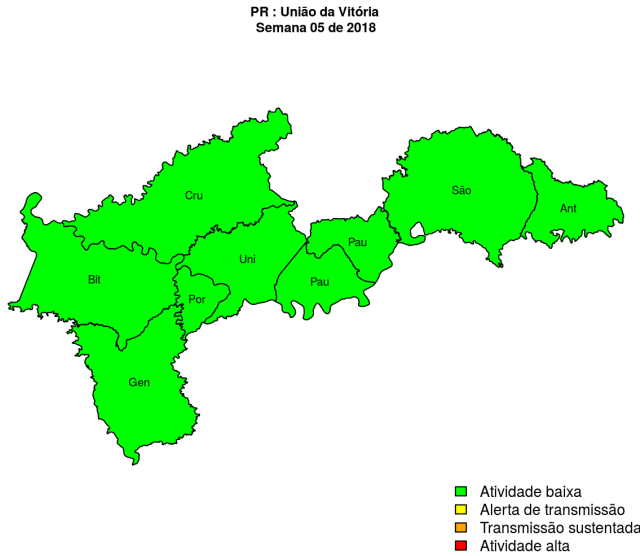 PR : União da Vitória
Semana 05 de 2018
Cru
São
Ant
Pau
Uni
Bit
Pau
Por
Gen
Atividade baixa
Alerta de transmissão
Transmissão sustentada
Atividade alta